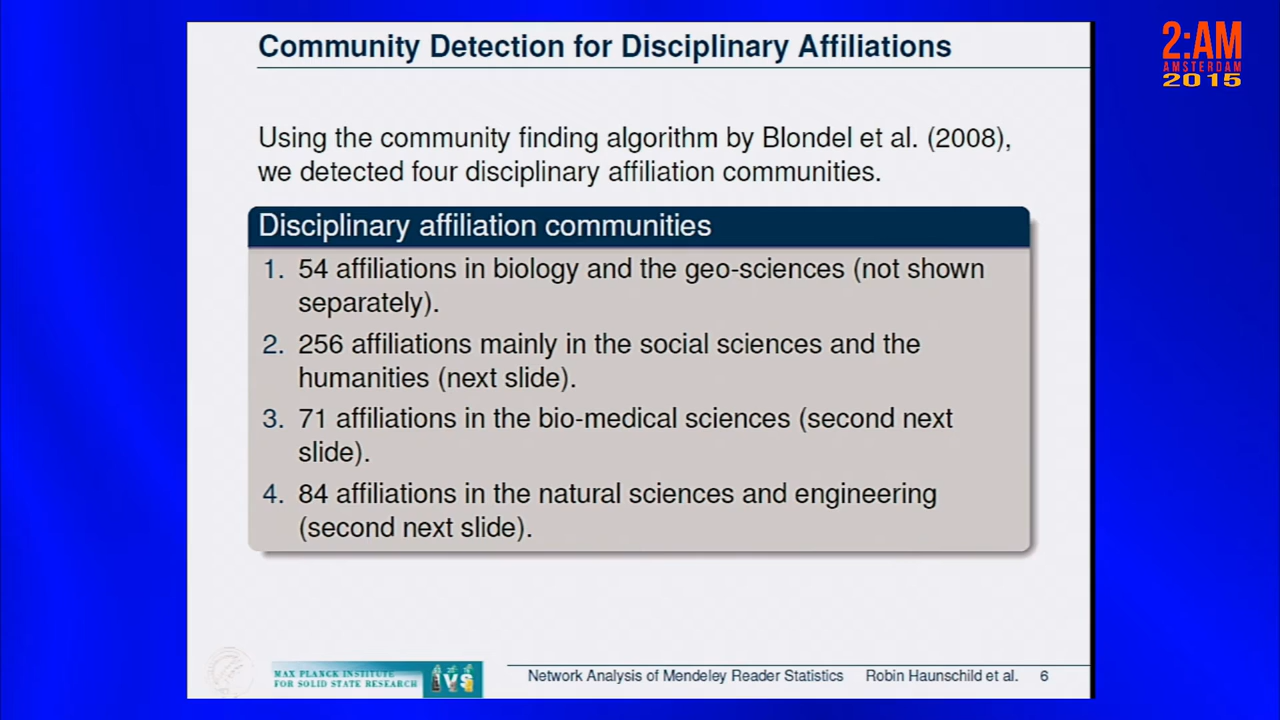 Community Detection for Disciplinary Affiliations
2:AM
AMSTERDAM
2015
Using the community finding algorithm by Blondel et al. (2008),
we detected four disciplinary affiliation communities.
Disciplinary affiliation communities
1. 54 affiliations in biology and the geo-sciences (not shown
separately).
2. 256 affiliations mainly in the social sciences and the
humanities (next slide).
3. 71 affiliations in the bio-medical sciences (second next
slide).
4. 84 affiliations in the natural sciences and engineering
(second next slide).
MAX PLANCK INSTITUTE
FOR SOLID STATE RESEARCH
IVS
Network Analysis of Mendeley Reader Statistics Robin Haunschild et al. 6